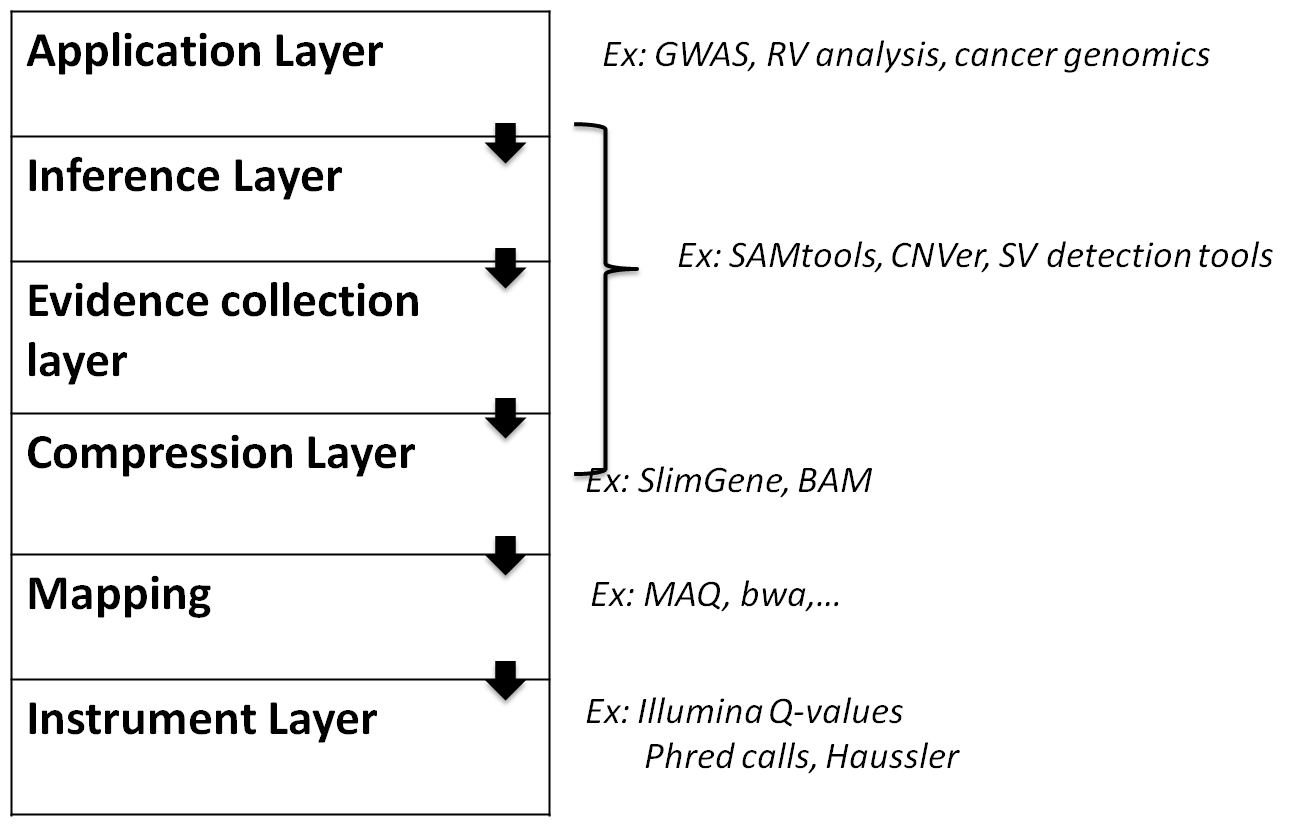 Application Layer
Ex: GWAS, RV analysis, cancer genomics
Inference Layer
Ex: SAMtools, CNVer, SV detection tools
Evidence collection
layer
Compression Layer
Ex: SlimGene, BAM
Mapping
Ex: MAQ, bwa,...
Instrument Layer
Ex: Illumina Q-values
Phred calls, Haussler